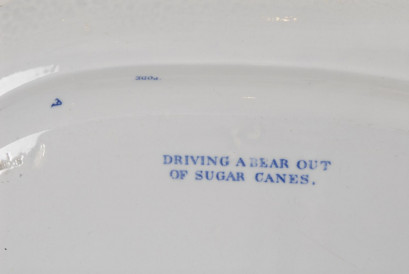 DRIVING A BEAR OUT
OF SUGAR CANES.